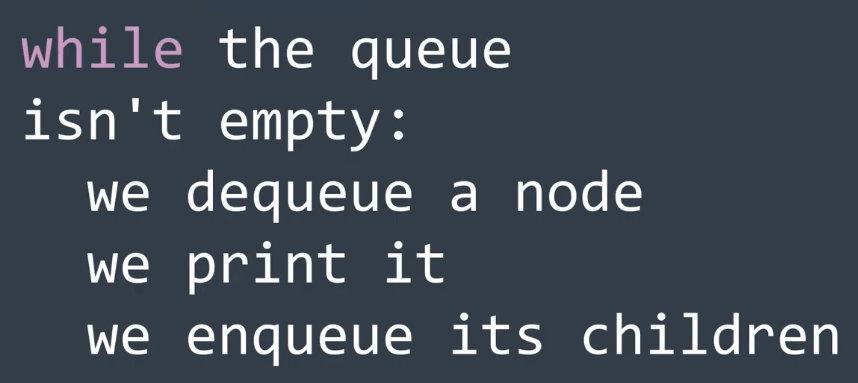 while the queue
isn't empty:
  we dequeue a node
  we print it
  we enqueue its children